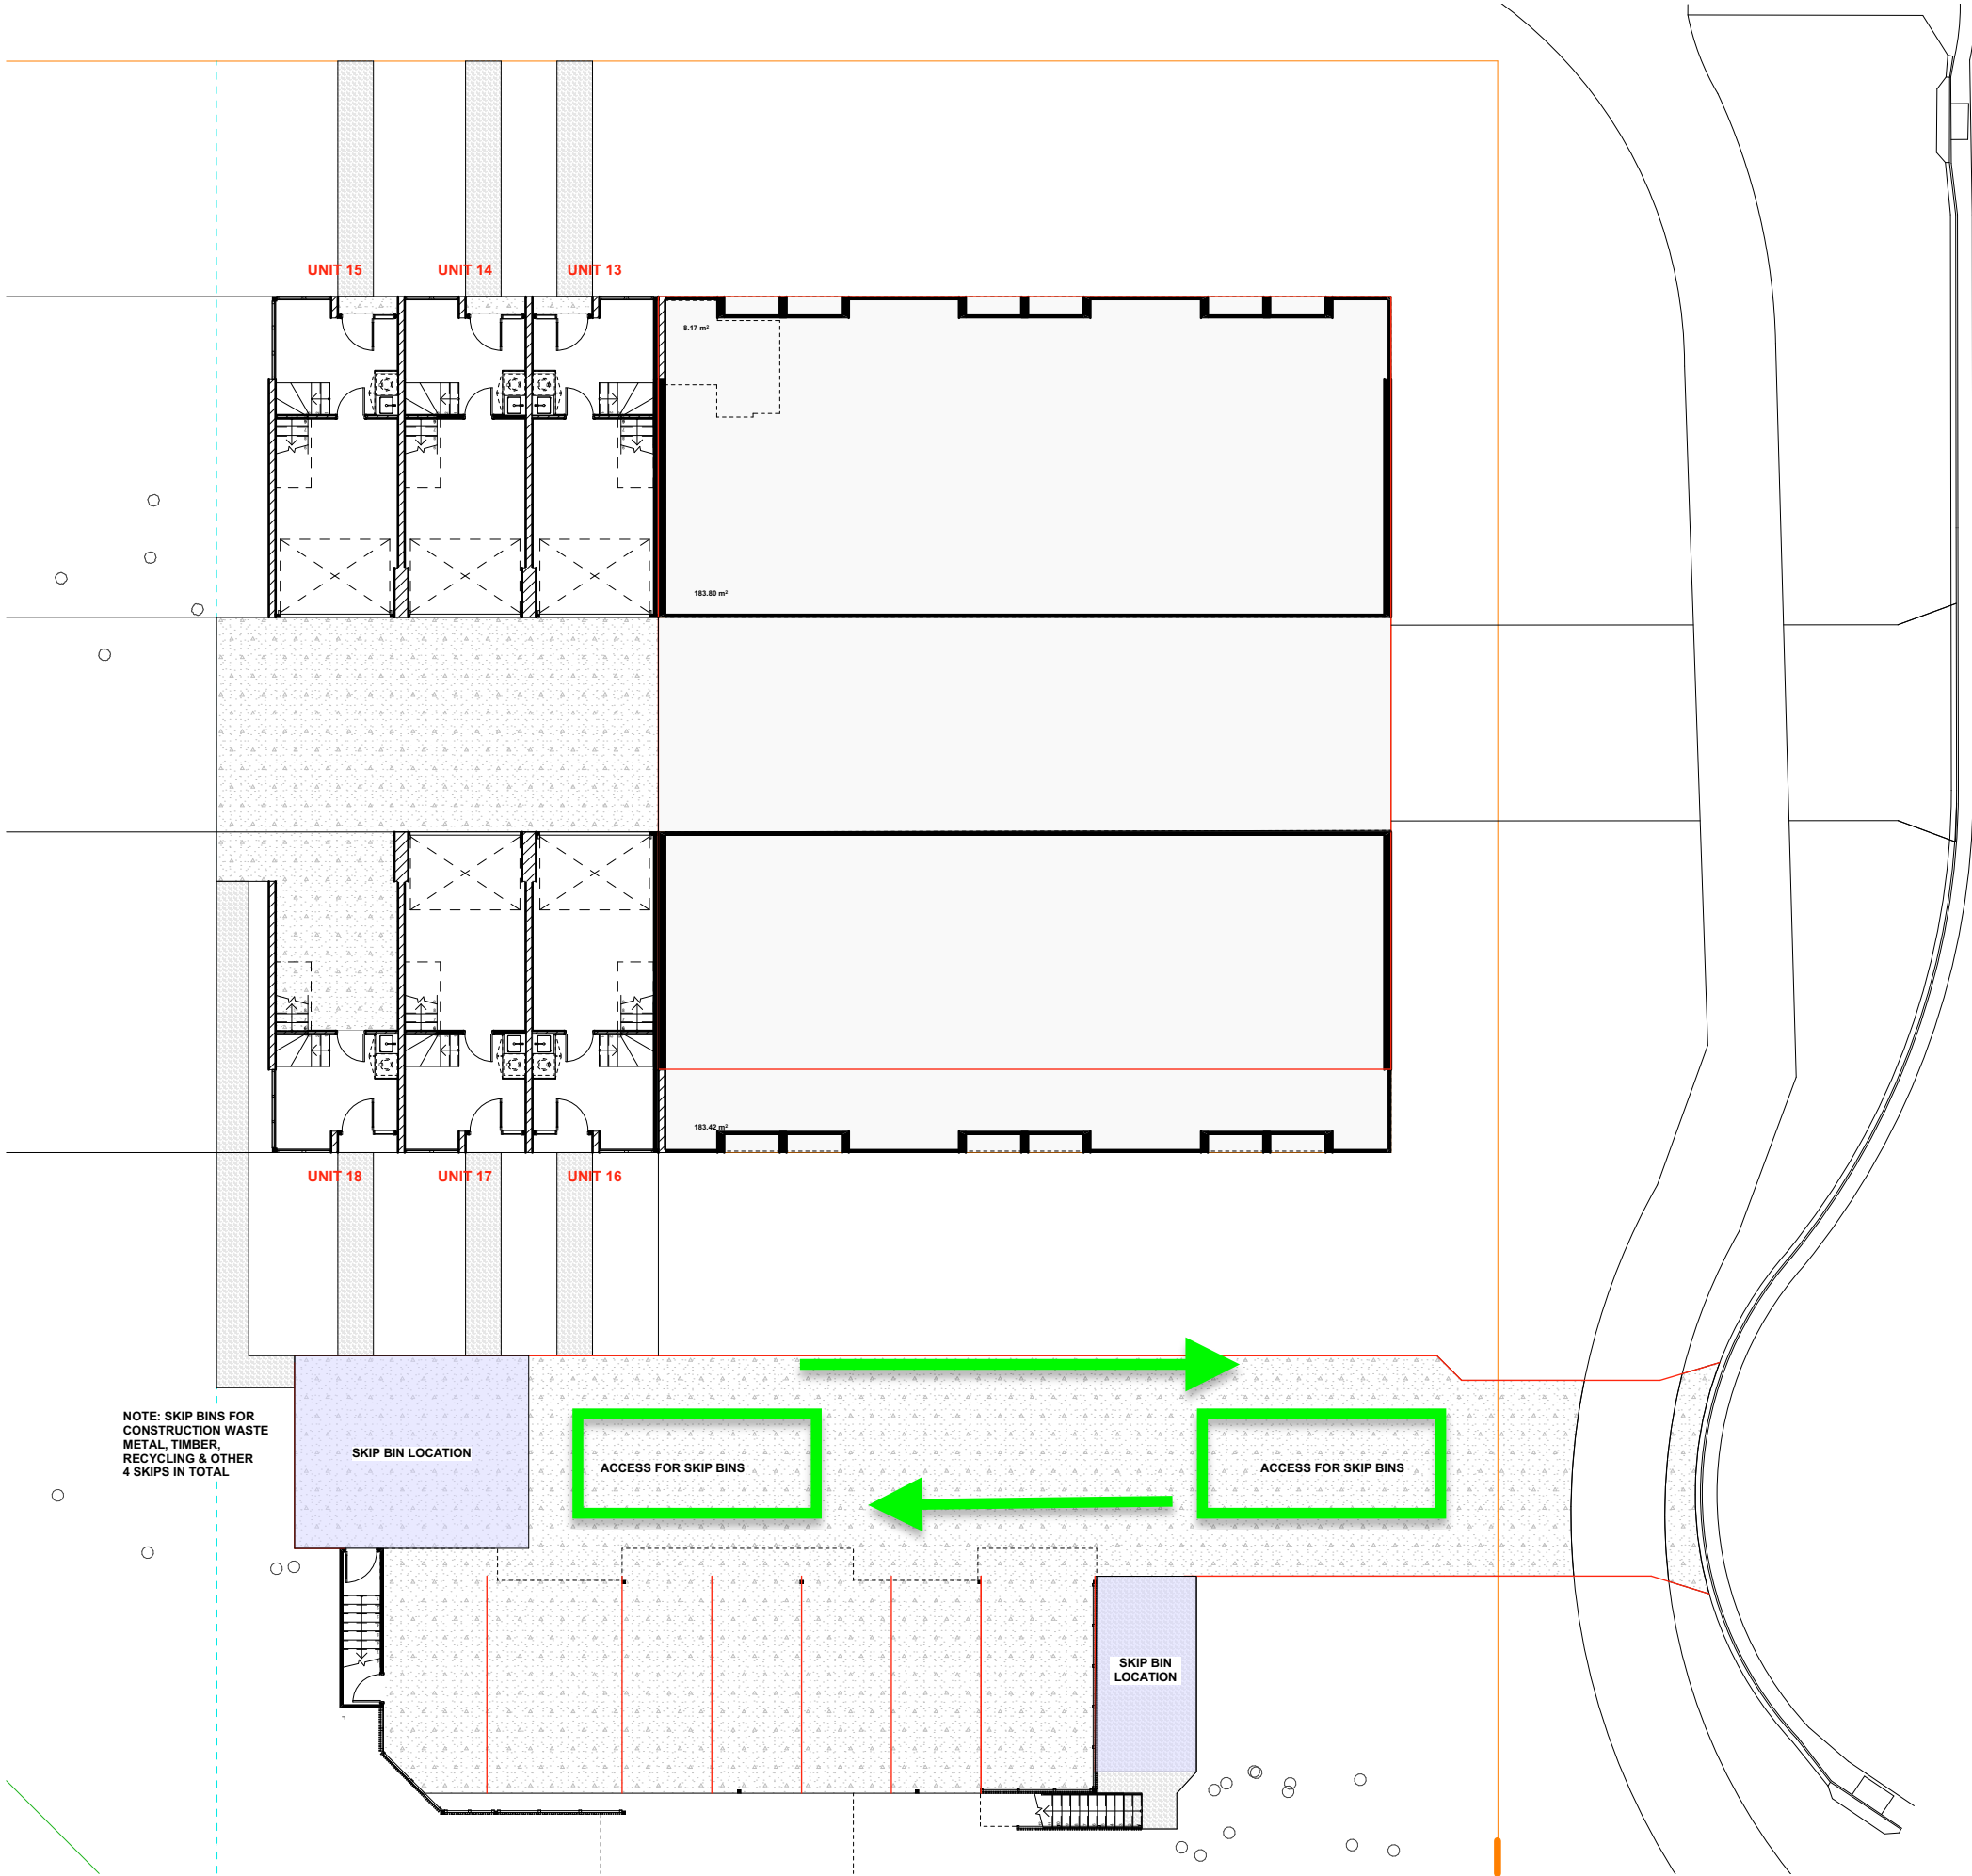 UNIT 15
UNIT 14
UNIT 13
8.17 m²
183.80 m²
183.42 m²
UNIT 18
UNIT 17
UNIT 16
NOTE: SKIP BINS FOR
CONSTRUCTION WASTE
METAL, TIMBER,
RECYCLING & OTHER
4 SKIPS IN TOTAL
SKIP BIN LOCATION
ACCESS FOR SKIP BINS
ACCESS FOR SKIP BINS
SKIP BIN
LOCATION